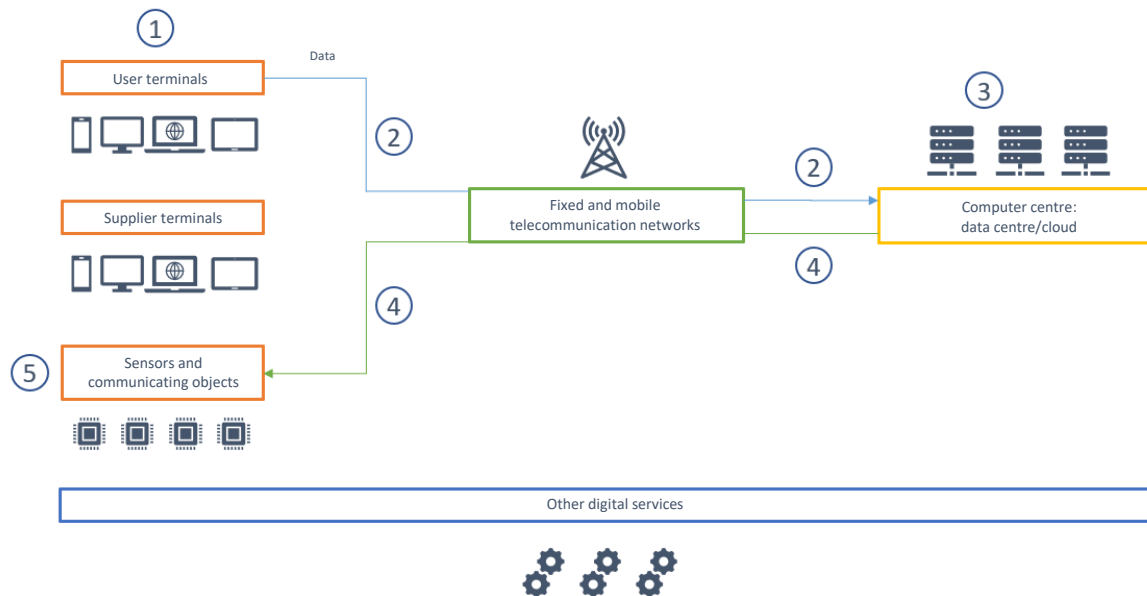 1
User terminals
Data
2
3
Supplier terminals
Fixed and mobile
telecommunication networks
2
Computer centre:
data centre/cloud
4
4
5
Sensors and
communicating objects
Other digital services